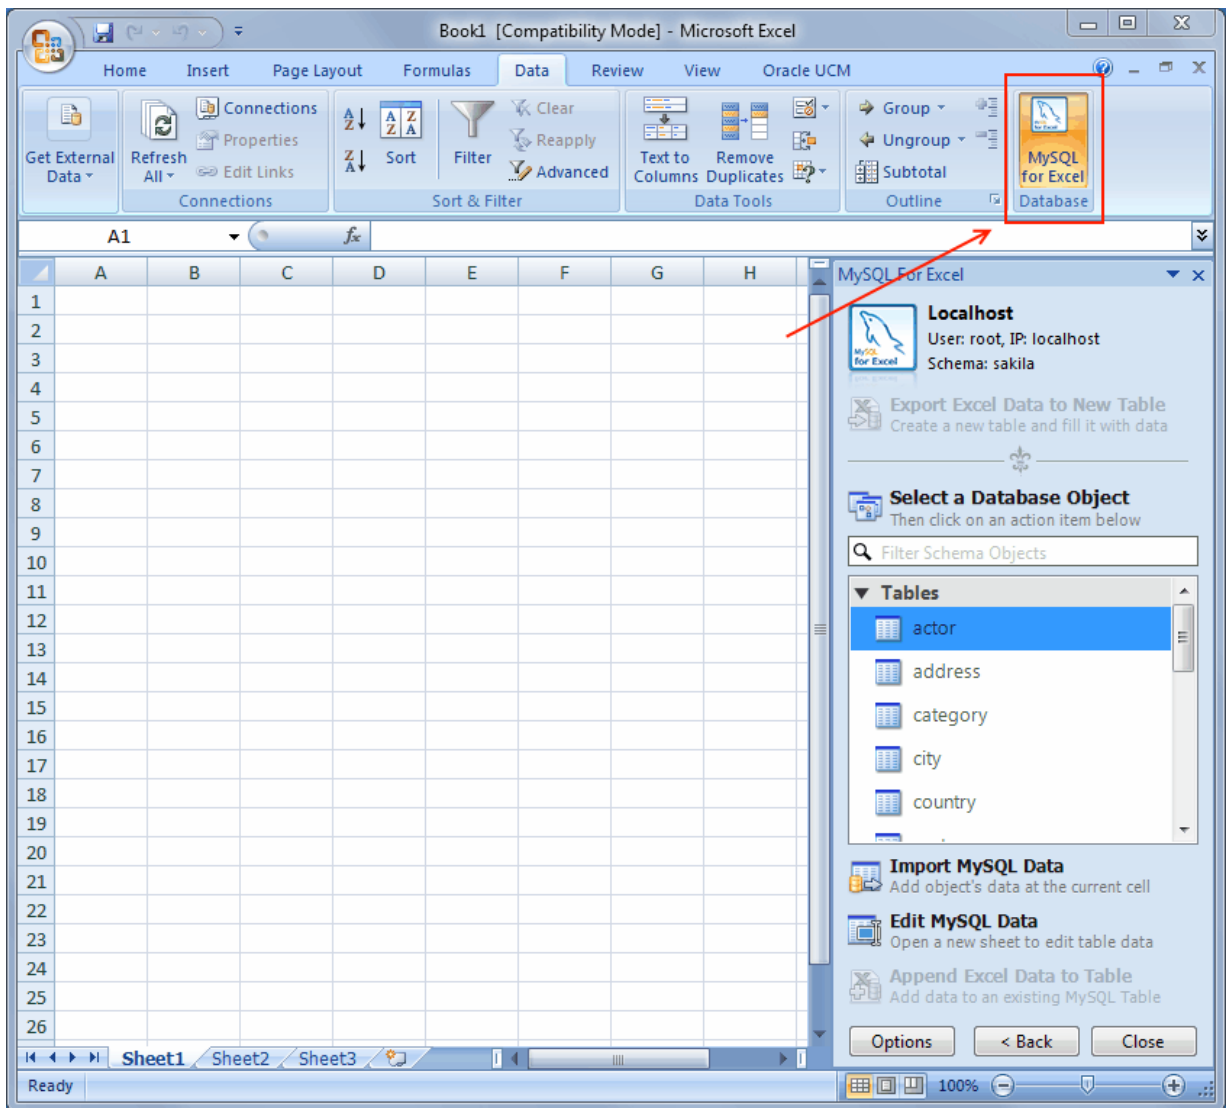 Book1 [Compatibility Mode] - Microsoft Excel
Home Insert Page Layout Formulas Data Review View Oracle UCM
Get External Data
Refresh All
Connections
Properties
Edit Links
Connections
Sort
Filter
Clear
Reapply
Advanced
Sort & Filter
Text to Columns
Remove Duplicates
Data Tools
Group
Ungroup
Subtotal
Outline
MySQL for Excel
Database
A1
fx
A B C D E F G H
1
2
3
4
5
6
7
8
9
10
11
12
13
14
15
16
17
18
19
20
21
22
23
24
25
26
MySQL For Excel
MySQL
for Excel
Localhost
User: root, IP: localhost
Schema: sakila
Export Excel Data to New Table
Create a new table and fill it with data
Select a Database Object
Then click on an action item below
Filter Schema Objects
Tables
actor
address
category
city
country
Import MySQL Data
Add object's data at the current cell
Edit MySQL Data
Open a new sheet to edit table data
Append Excel Data to Table
Add data to an existing MySQL Table
Options < Back Close
Sheet1 Sheet2 Sheet3
Ready 100%